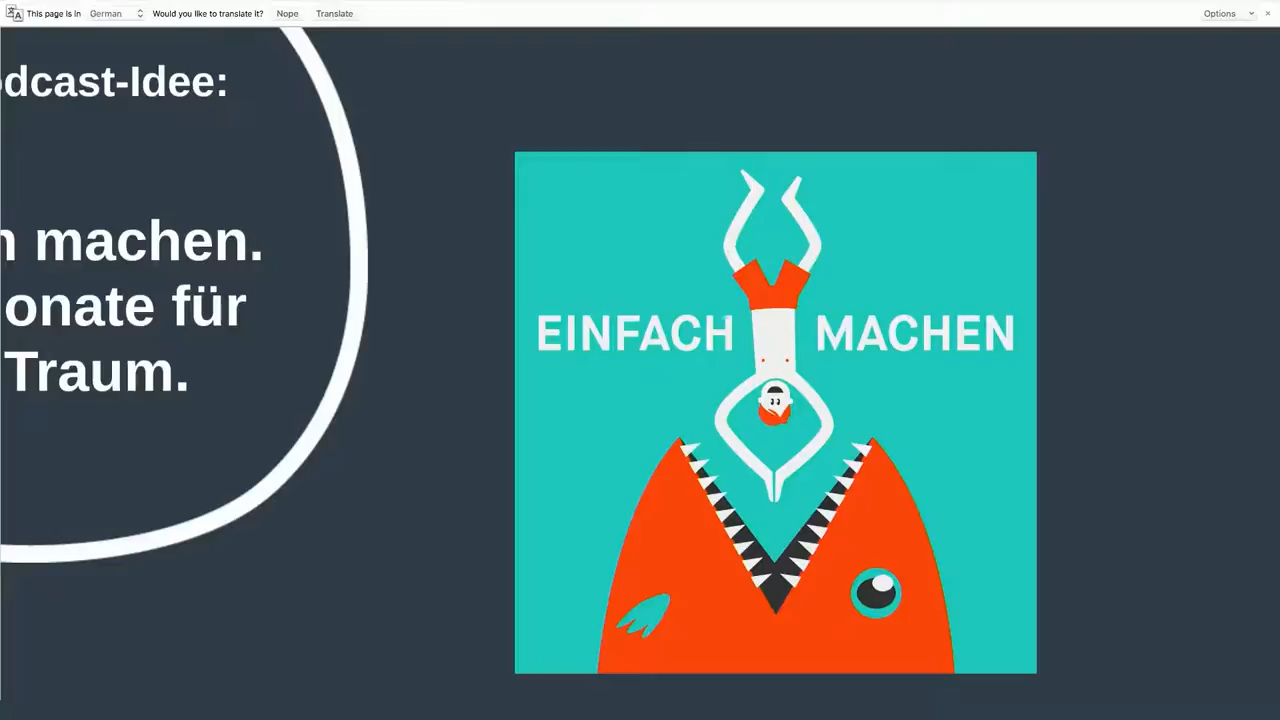 This page is in German Would you like to translate it? Nope Translate Options
dcast-Idee:
machen.
onate für
Traum.
EINFACH MACHEN